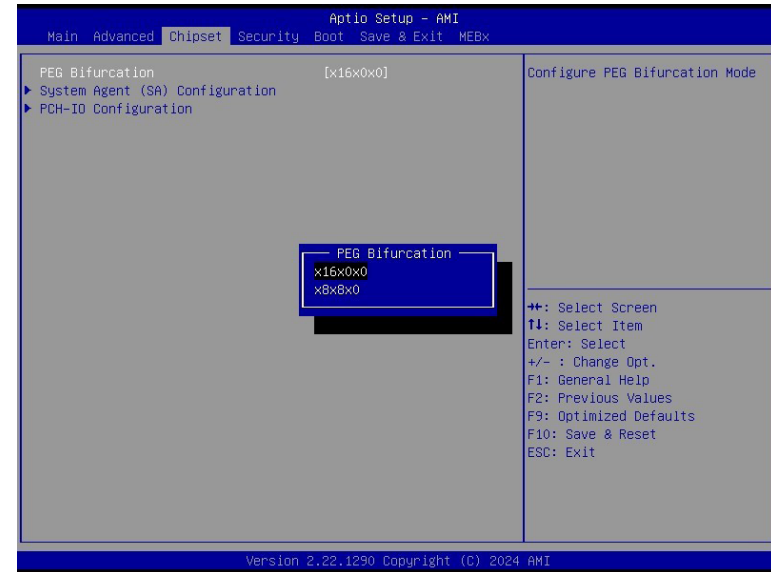 Aptio Setup – AMI
Main Advanced Chipset Security Boot Save & Exit MEBx
PEG Bifurcation [x16x0x0]
System Agent (SA) Configuration
PCH-IO Configuration
Configure PEG Bifurcation Mode
PEG Bifurcation
x16x0x0
x8x8x0
→←: Select Screen
↑↓: Select Item
Enter: Select
+/- : Change Opt.
F1: General Help
F2: Previous Values
F9: Optimized Defaults
F10: Save & Reset
ESC: Exit
Version 2.22.1290 Copyright (C) 2024 AMI